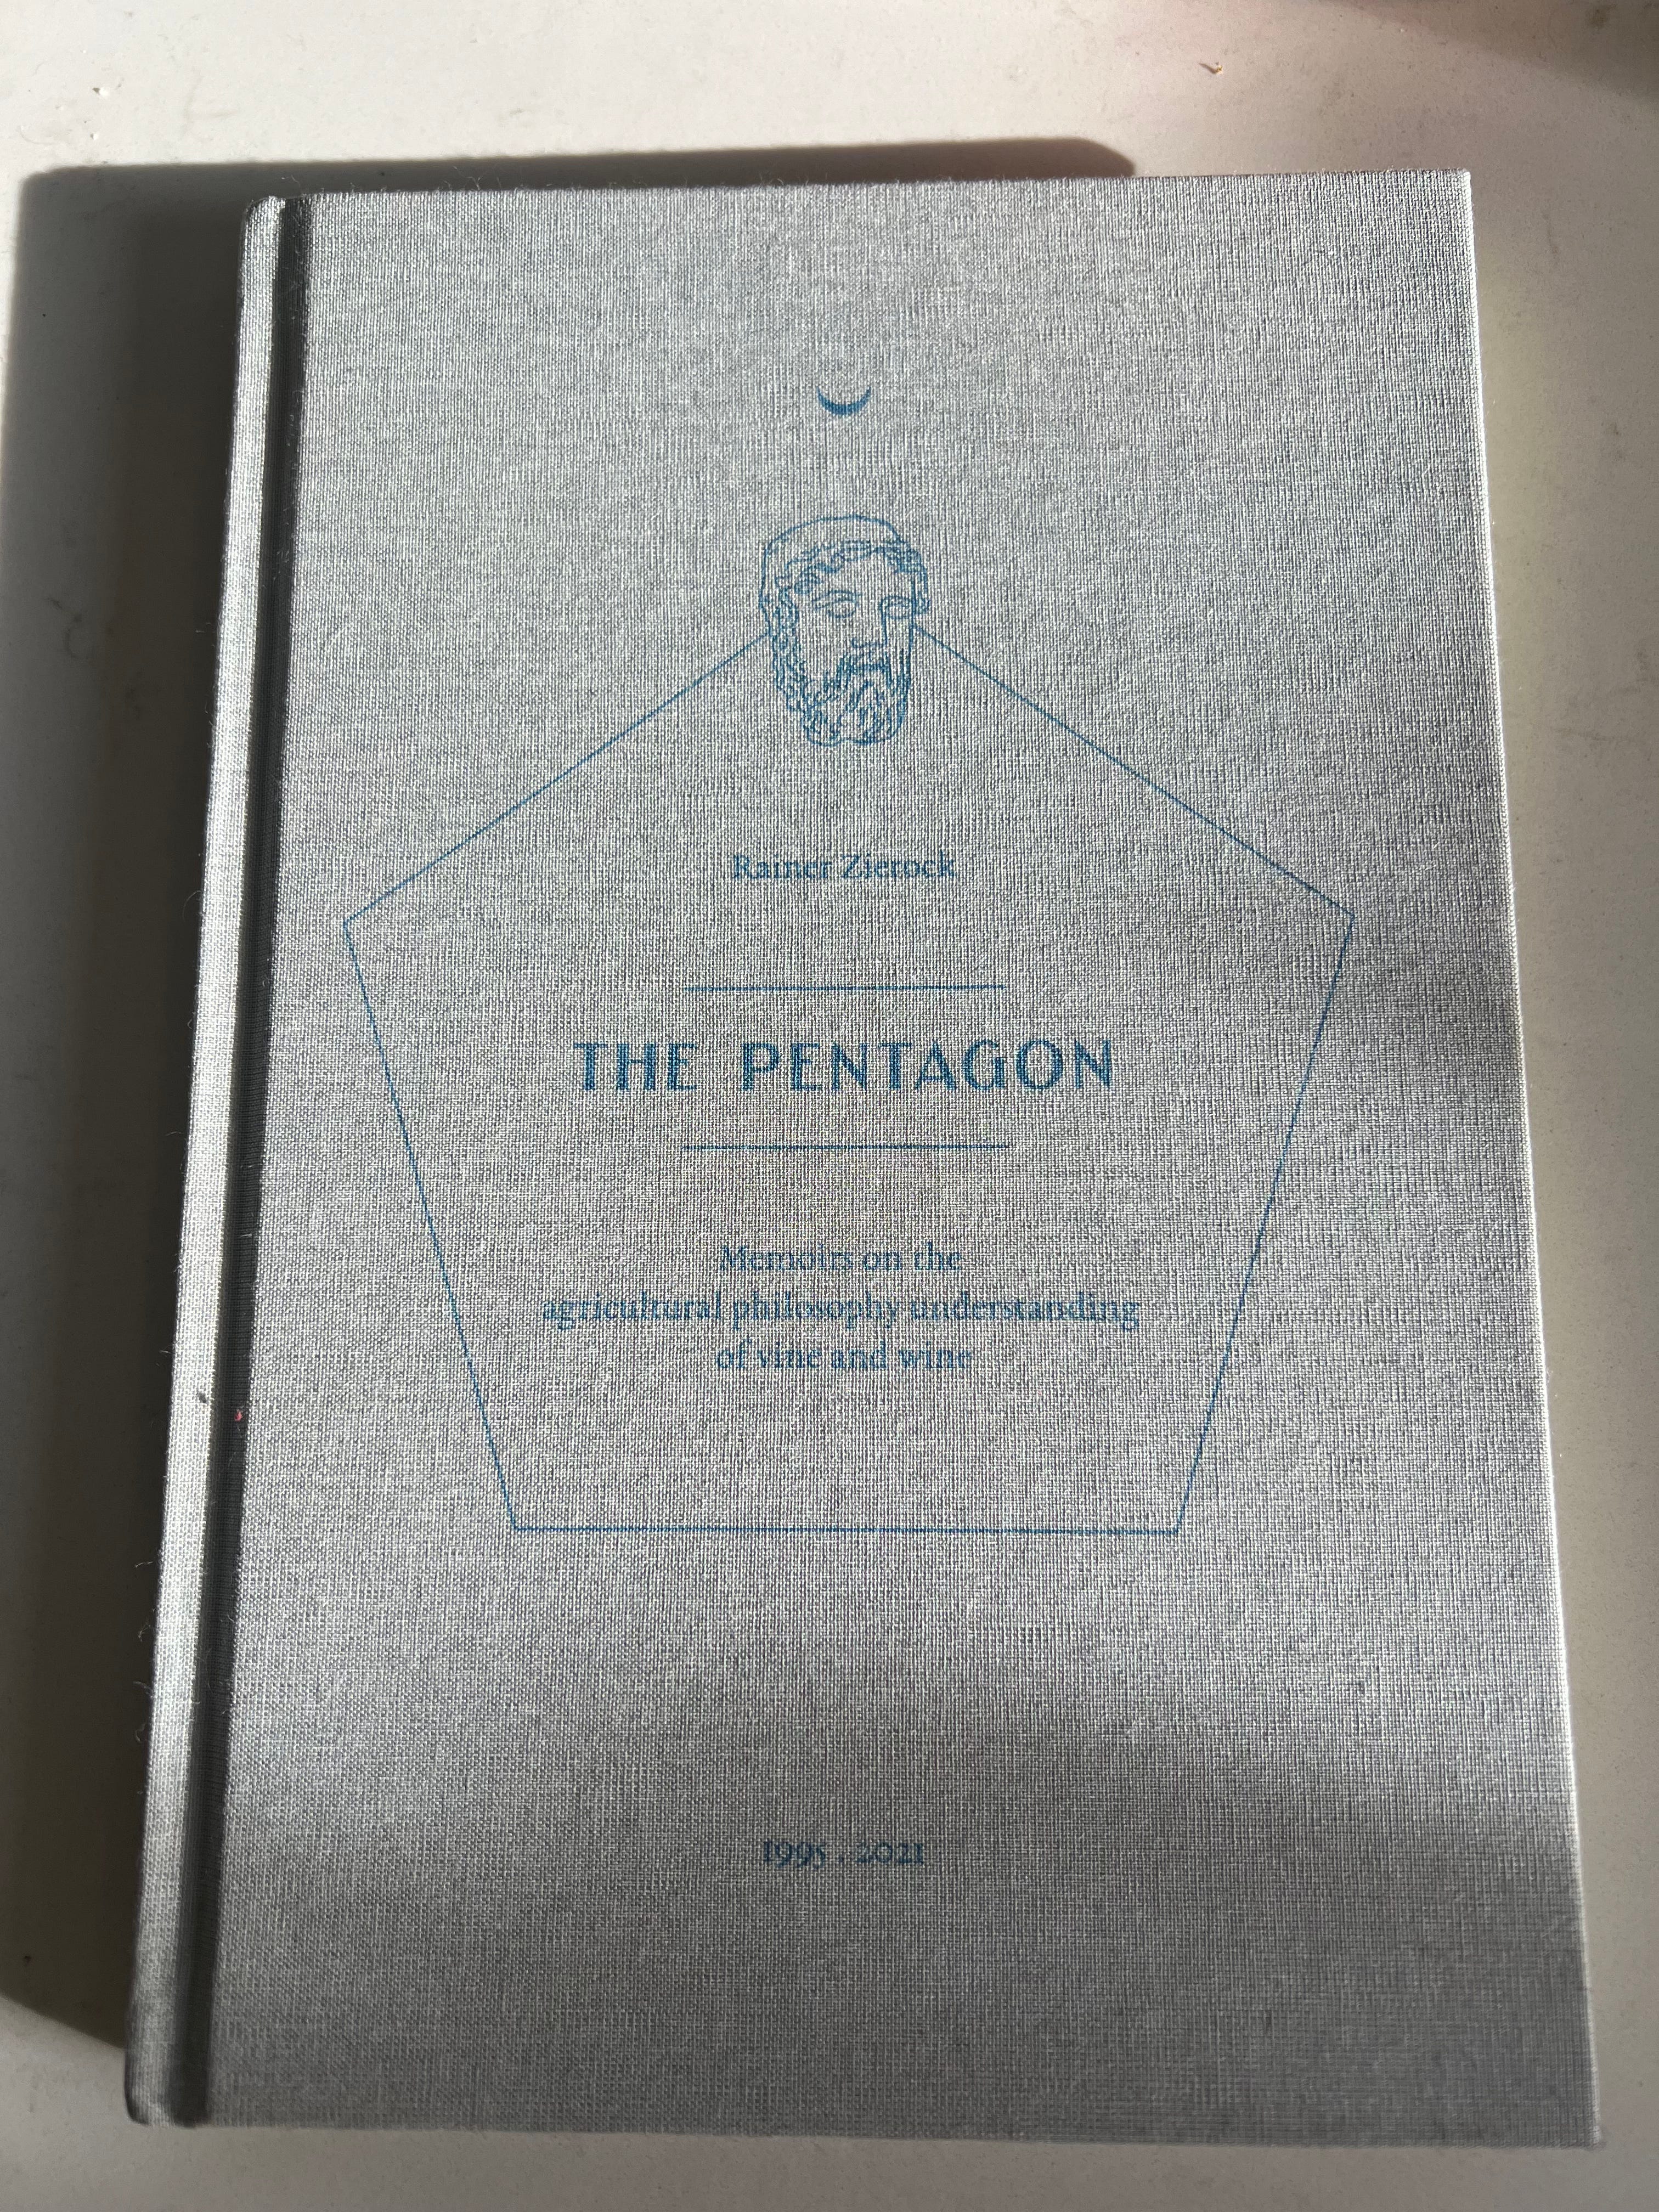 Rainer Zierock
THE PENTAGON
Memoirs on the
agricultural philosophy understanding
of vine and wine
1995 . 2021